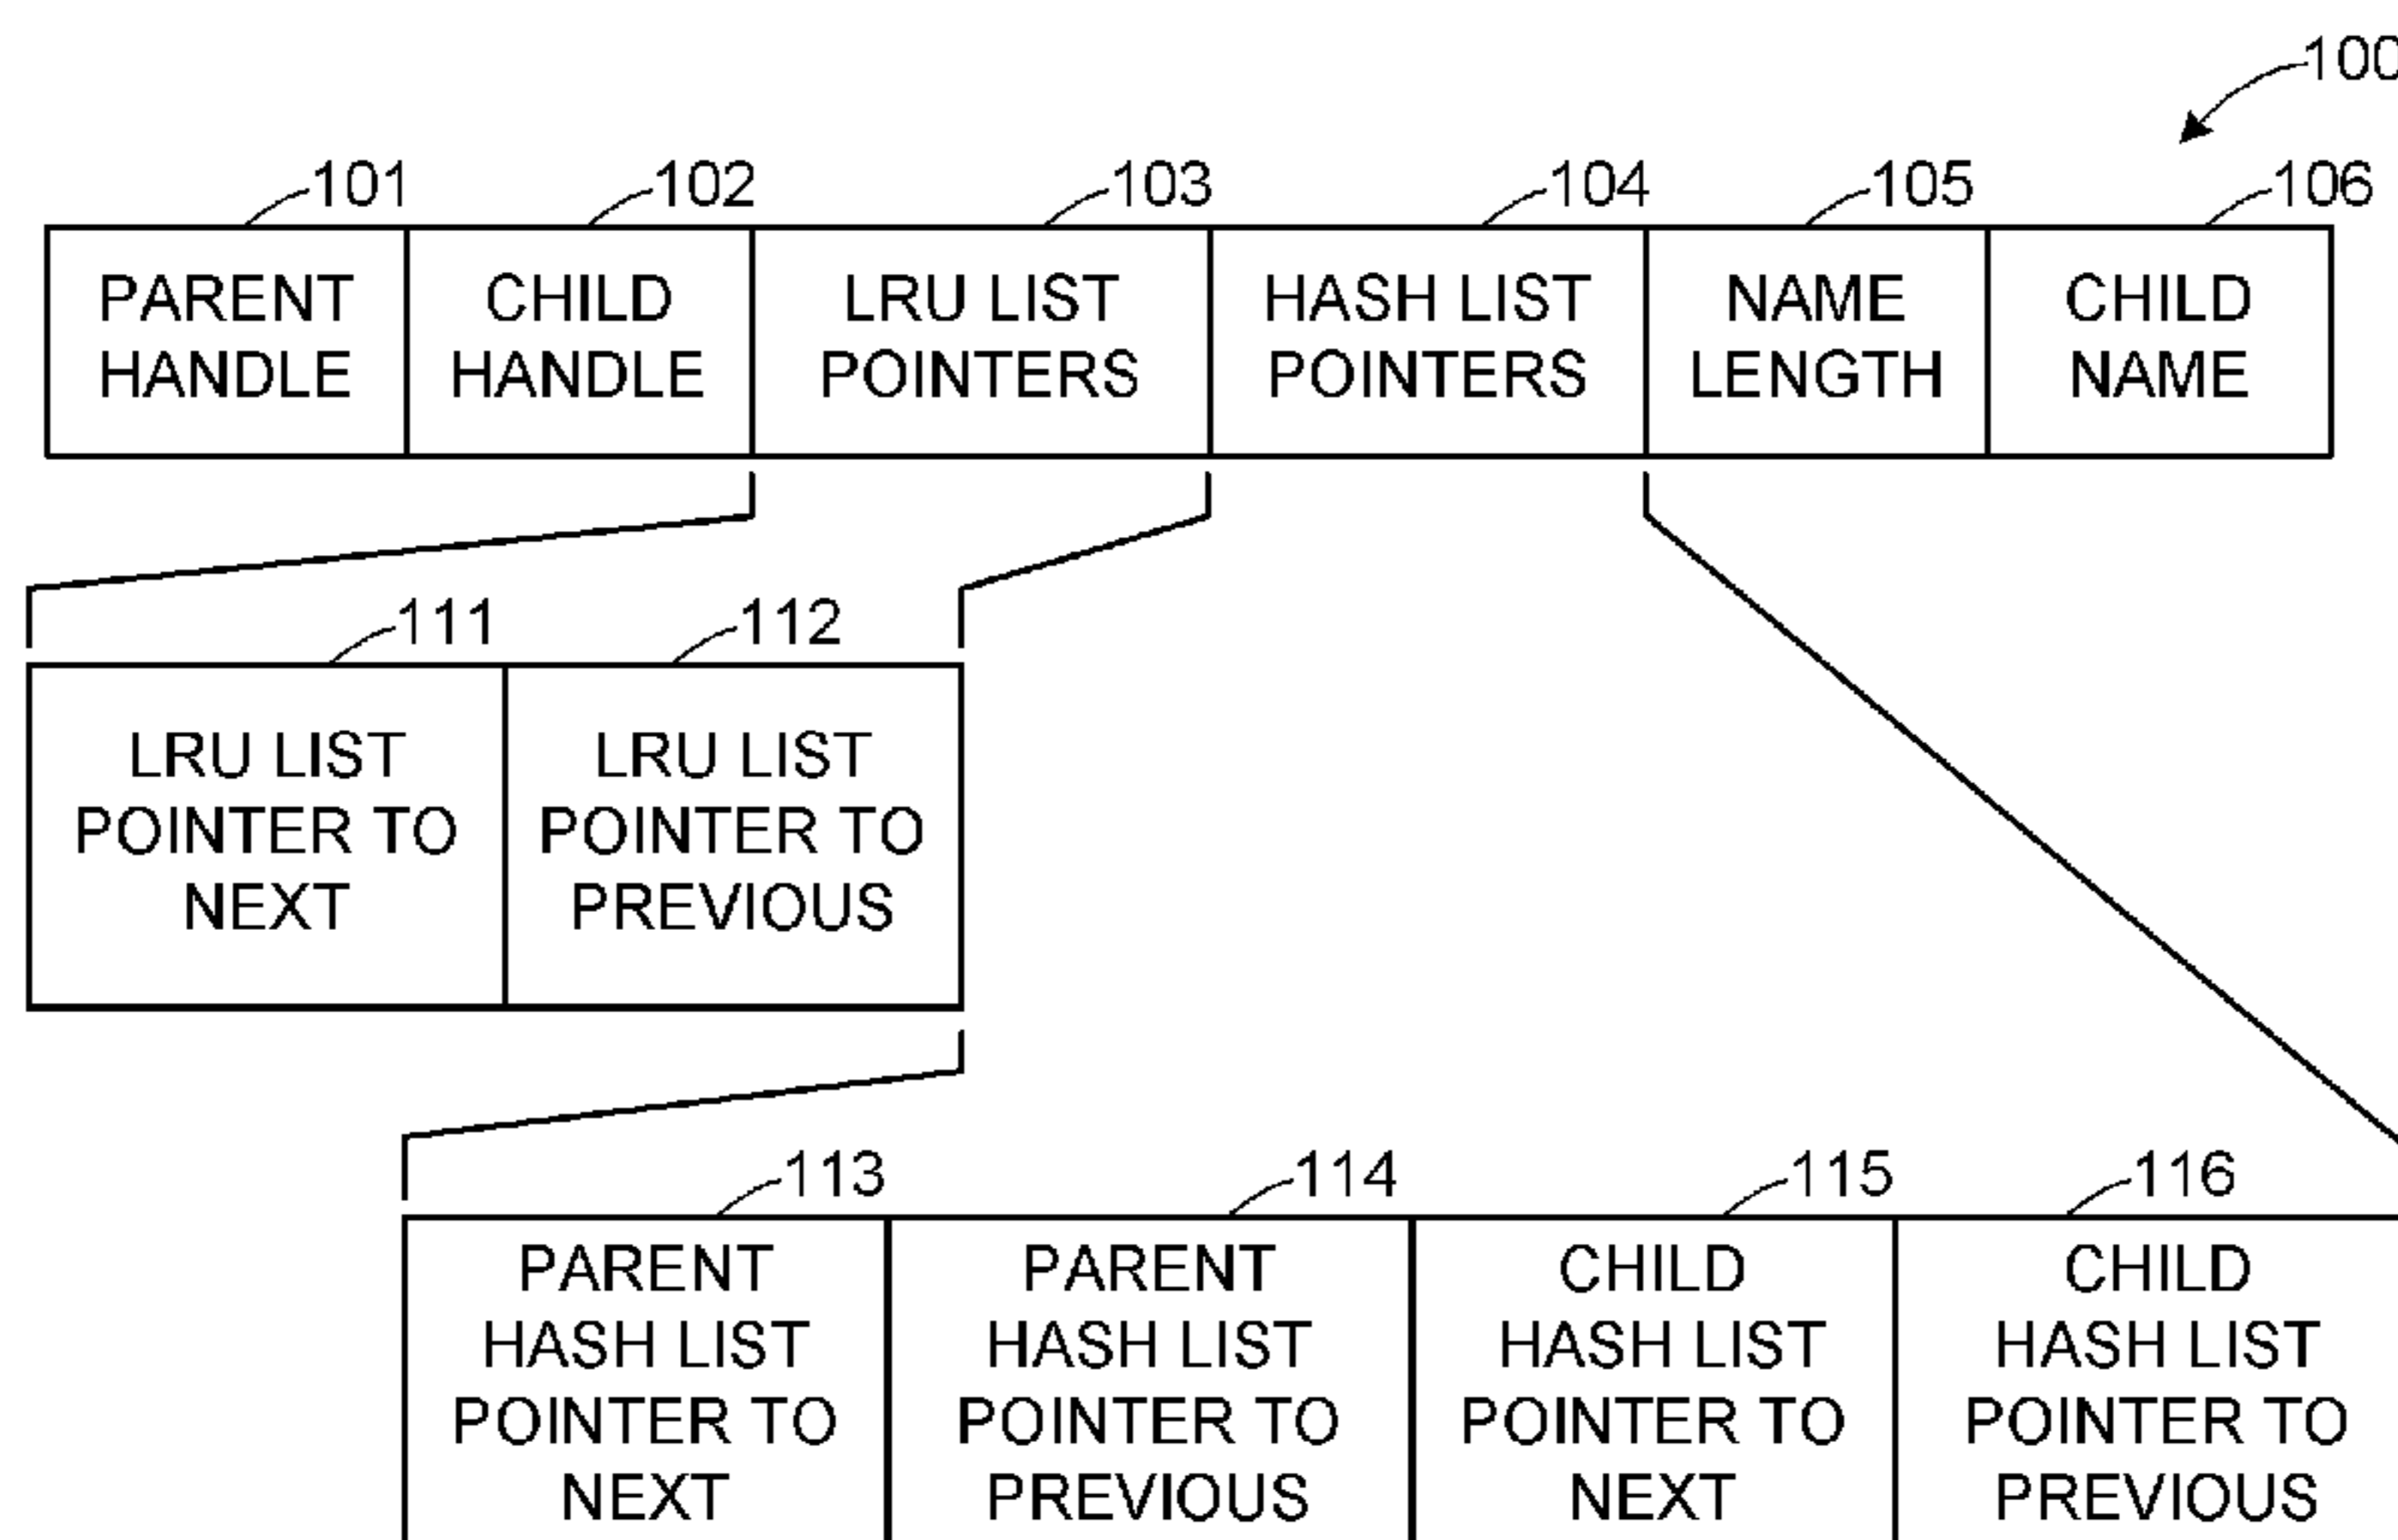 100
101
102
103
104
105
106
PARENT
HANDLE
CHILD
HANDLE
LRU LIST
POINTERS
HASH LIST
POINTERS
NAME
LENGTH
CHILD
NAME
111
112
LRU LIST
POINTER TO
NEXT
LRU LIST
POINTER TO
PREVIOUS
113
114
115
116
PARENT
HASH LIST
POINTER TO
NEXT
PARENT
HASH LIST
POINTER TO
PREVIOUS
CHILD
HASH LIST
POINTER TO
NEXT
CHILD
HASH LIST
POINTER TO
PREVIOUS